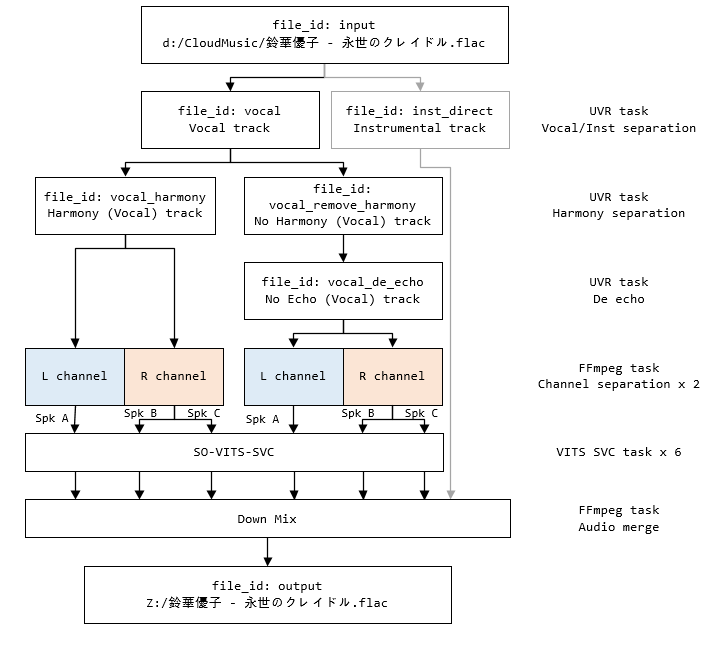 file_id: input
d:/CloudMusic/鈴華優子 - 永世のクレイドル.flac
file_id: vocal
Vocal track
file_id: inst_direct
Instrumental track
UVR task
Vocal/Inst separation
file_id: vocal_harmony
Harmony (Vocal) track
file_id:
vocal_remove_harmony
No Harmony (Vocal) track
UVR task
Harmony separation
file_id: vocal_de_echo
No Echo (Vocal) track
UVR task
De echo
L channel
R channel
L channel
R channel
FFmpeg task
Channel separation x 2
Spk A
Spk B
Spk C
Spk A
Spk B
Spk C
SO-VITS-SVC
VITS SVC task x 6
Down Mix
FFmpeg task
Audio merge
file_id: output
Z:/鈴華優子 - 永世のクレイドル.flac